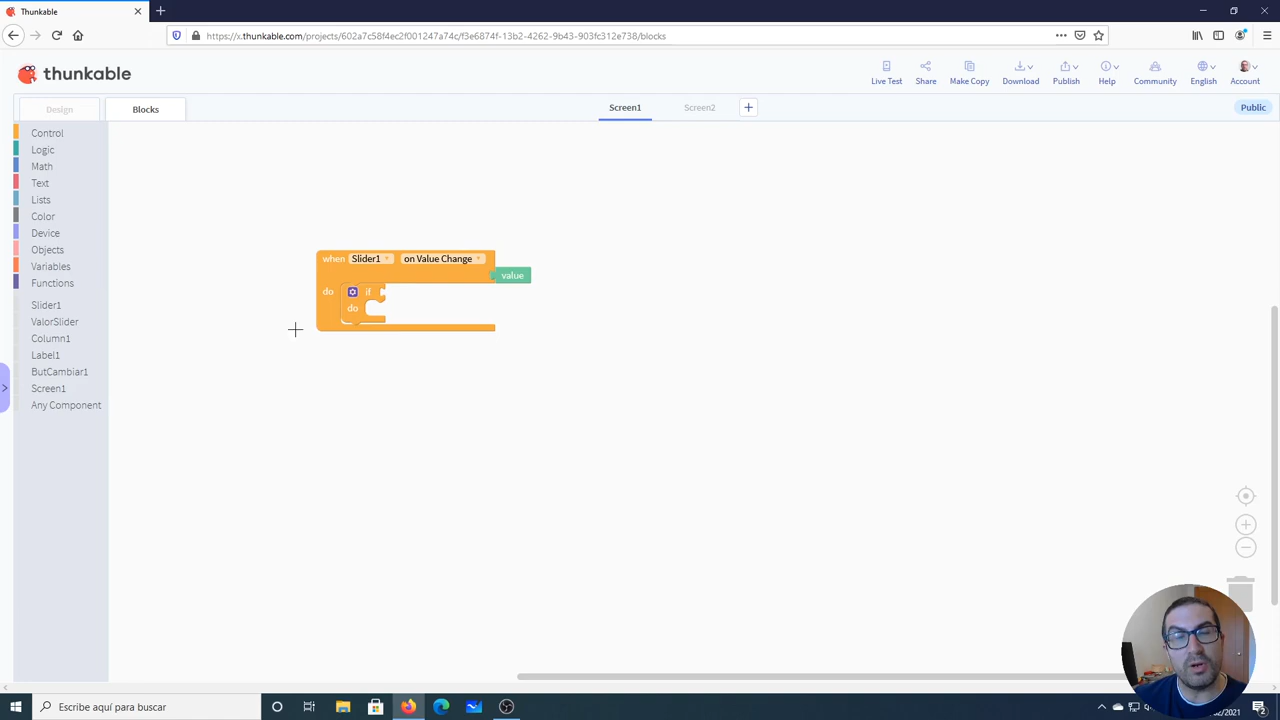 Thunkable
https://x.thunkable.com/projects/602a7c58f4ec2f001247a74c/f3e6874f-13b2-4262-9b43-903fc312e738/blocks
thunkable
Live Test
Share
Make Copy
Download
Publish
Help
Community
English
Account
Design
Blocks
Screen1
Screen2
Public
Control
Logic
Math
Text
Lists
Color
Device
Objects
Variables
Functions
Slider1
ValorSlider
Column1
Label1
ButCambiar1
Screen1
Any Component
when Slider1 on Value Change
value
do if
do
Escribe aquí para buscar
/2021
2